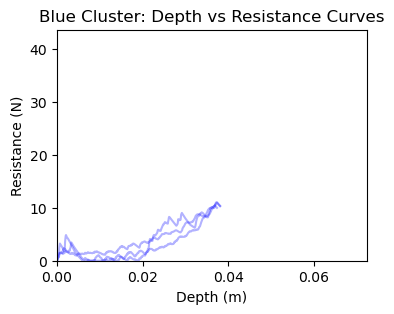 Blue Cluster: Depth vs Resistance Curves
40
30
20
10
0
0.00 0.02 0.04 0.06
Resistance (N)
Depth (m)